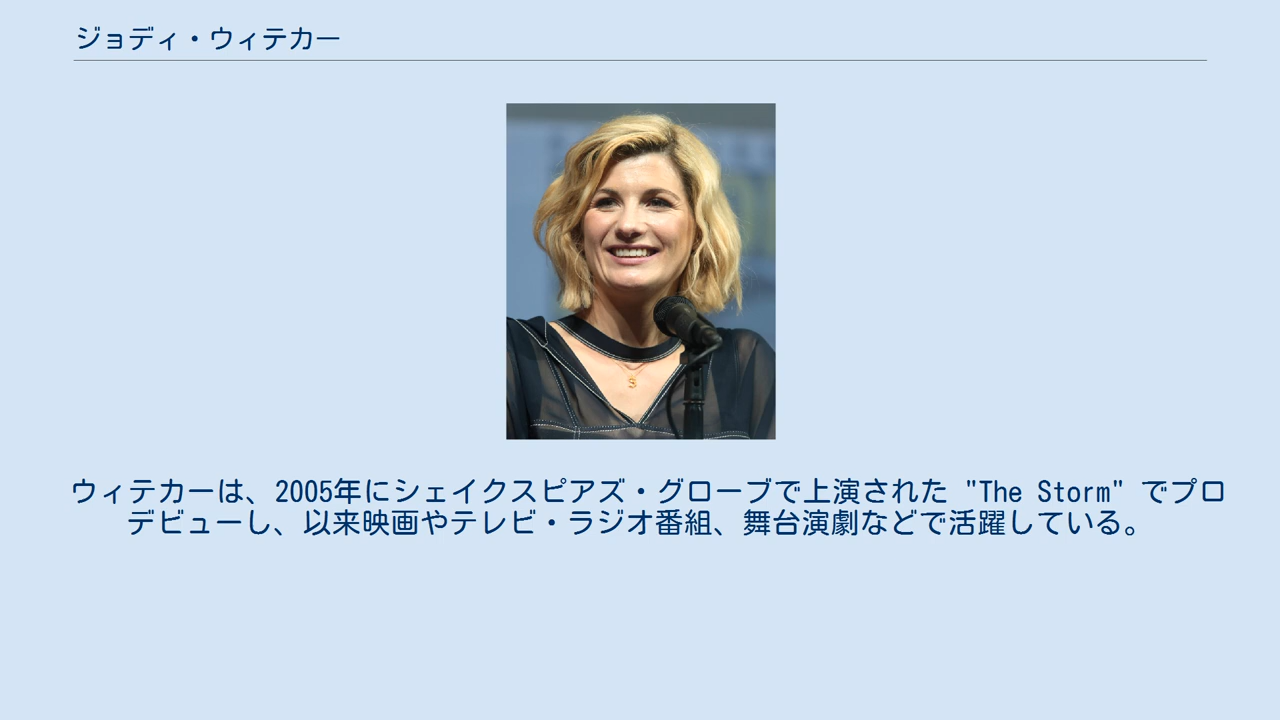 ジョディ・ウィテカー
ウィテカーは、2005年にシェイクスピアズ・グローブで上演された "The Storm" でプロ
デビューし、以来映画やテレビ・ラジオ番組、舞台演劇などで活躍している。